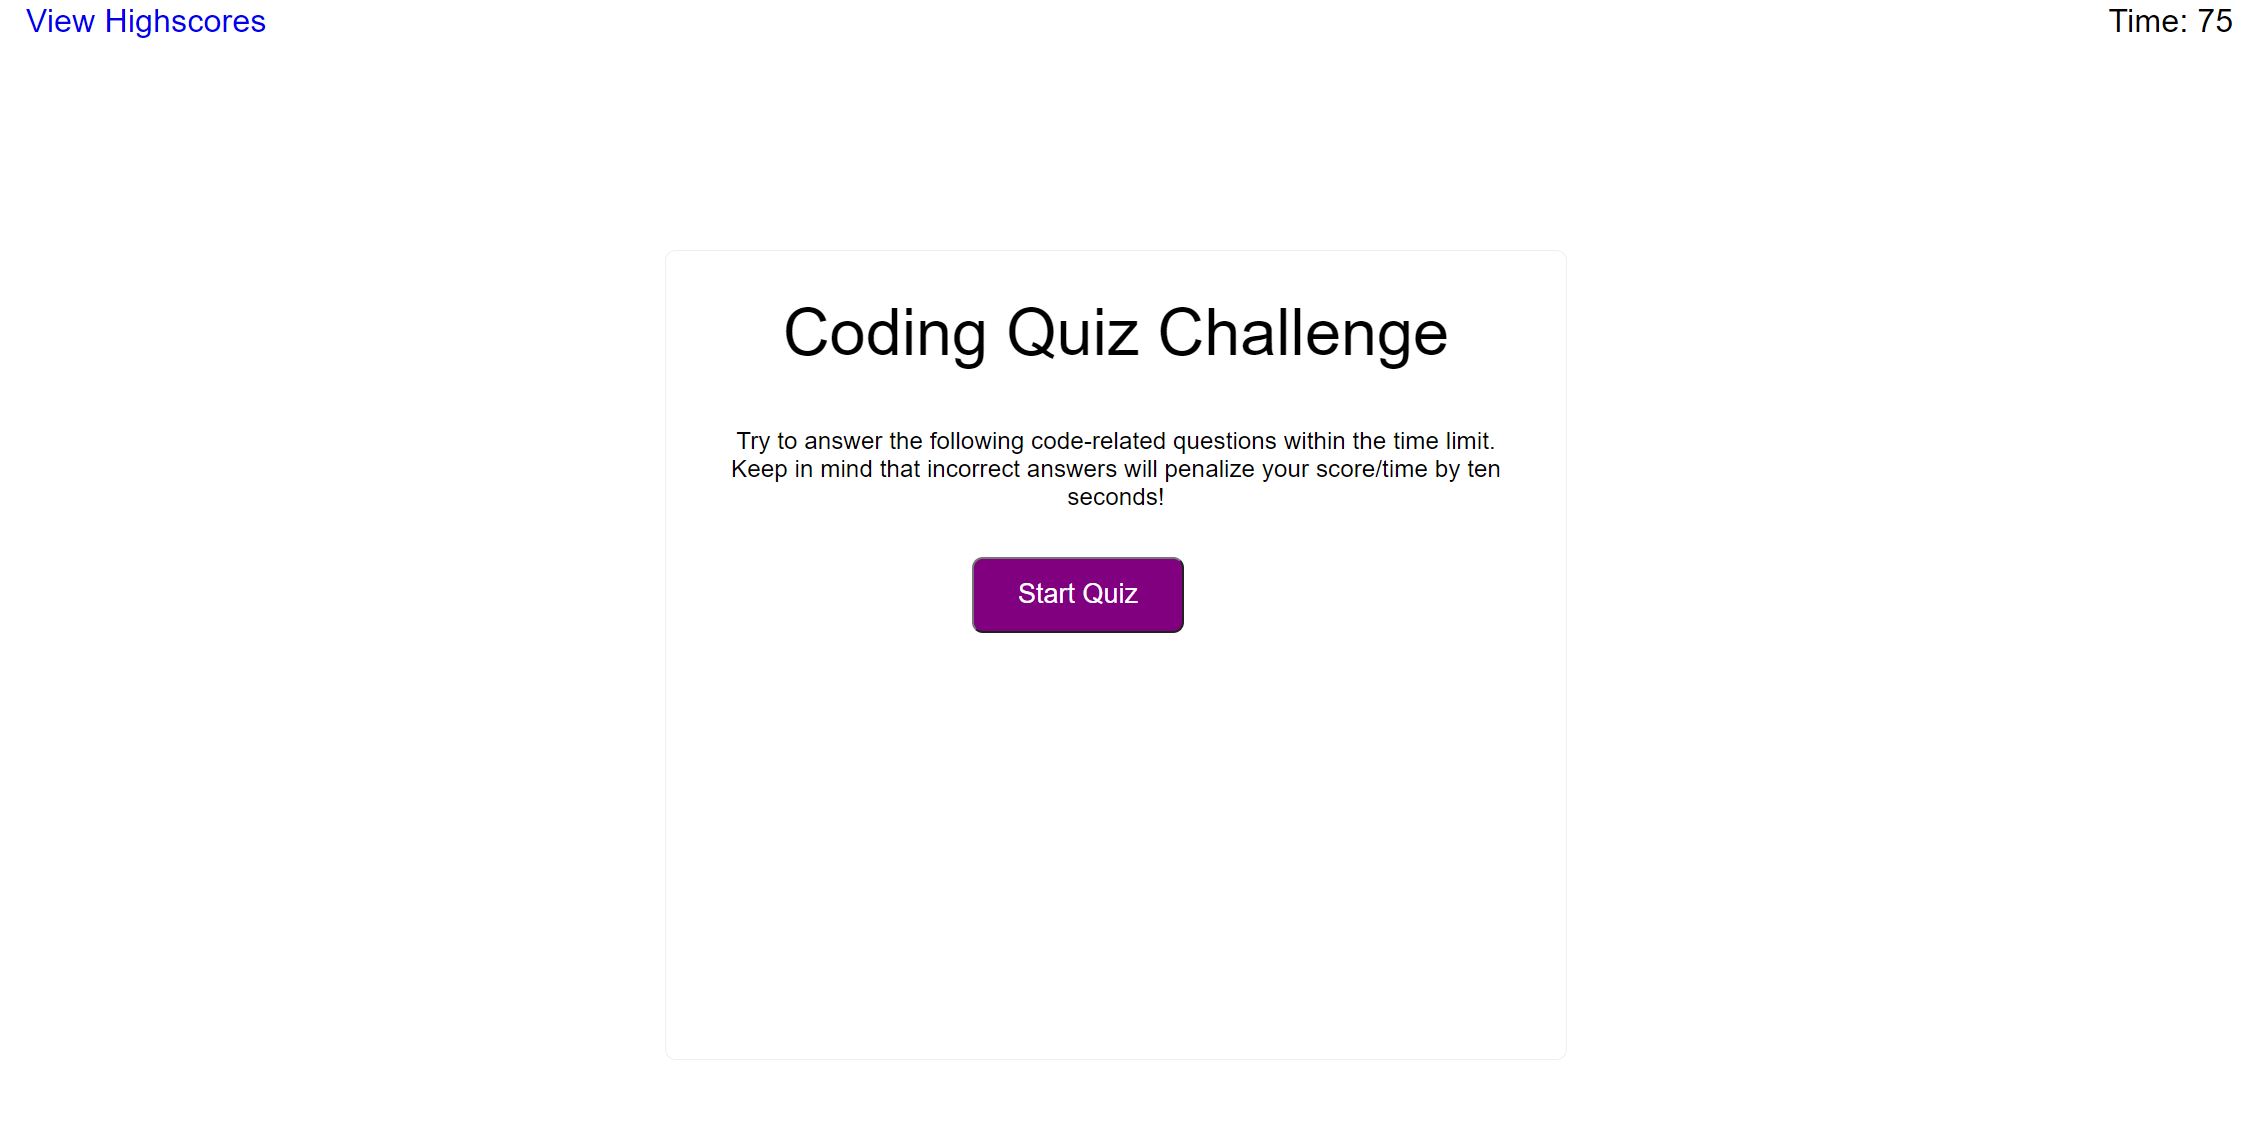 View Highscores
Time: 75
Coding Quiz Challenge
Try to answer the following code-related questions within the time limit.
Keep in mind that incorrect answers will penalize your score/time by ten
seconds!
Start Quiz